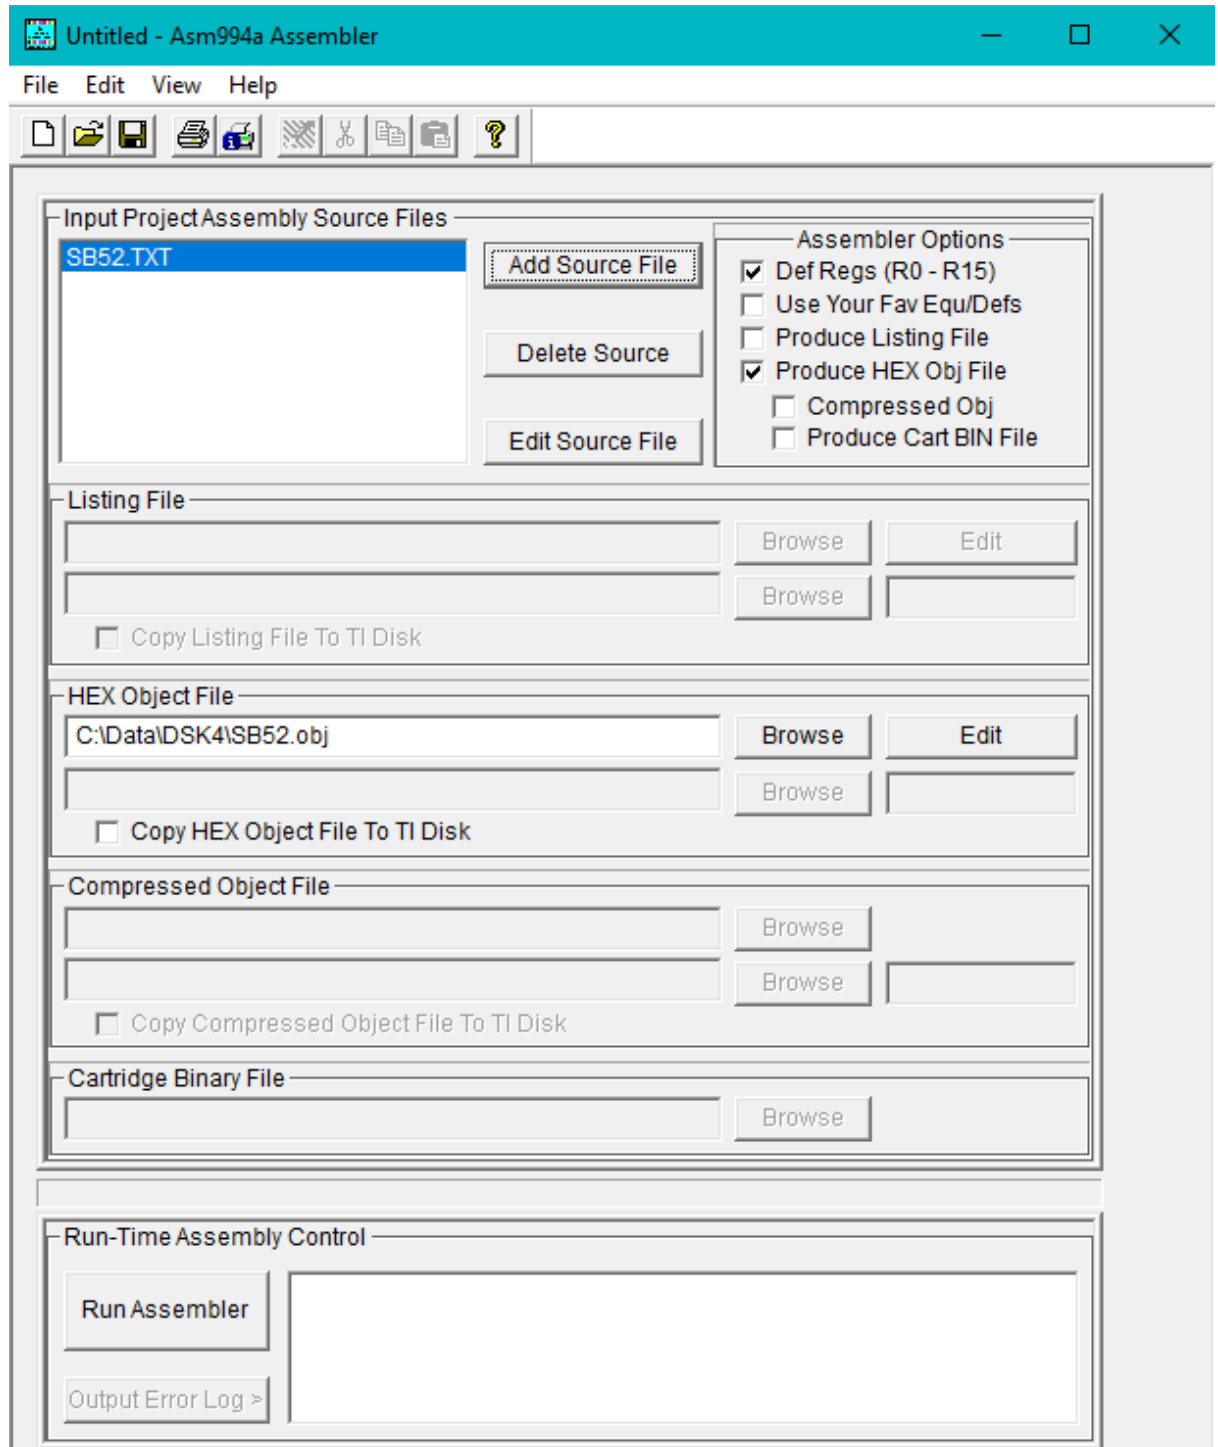 Untitled - Asm994a Assembler
File Edit View Help
Input Project Assembly Source Files
SB52.TXT
Add Source File
Delete Source
Edit Source File
Assembler Options
Def Regs (R0 - R15)
Use Your Fav Equ/Defs
Produce Listing File
Produce HEX Obj File
Compressed Obj
Produce Cart BIN File
Listing File
Browse Edit
Browse
Copy Listing File To TI Disk
HEX Object File
C:\Data\DSK4\SB52.obj Browse Edit
Browse
Copy HEX Object File To TI Disk
Compressed Object File
Browse
Browse
Copy Compressed Object File To TI Disk
Cartridge Binary File
Browse
Run-Time Assembly Control
Run Assembler
Output Error Log >